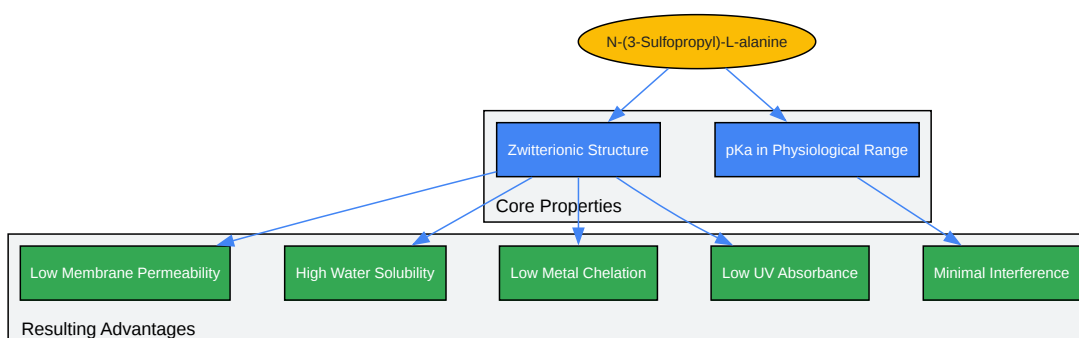 N-(3-Sulfopropyl)-L-alanine
Zwitterionic Structure
pKa in Physiological Range
Core Properties
Low Membrane Permeability
High Water Solubility
Low Metal Chelation
Low UV Absorbance
Minimal Interference
Resulting Advantages